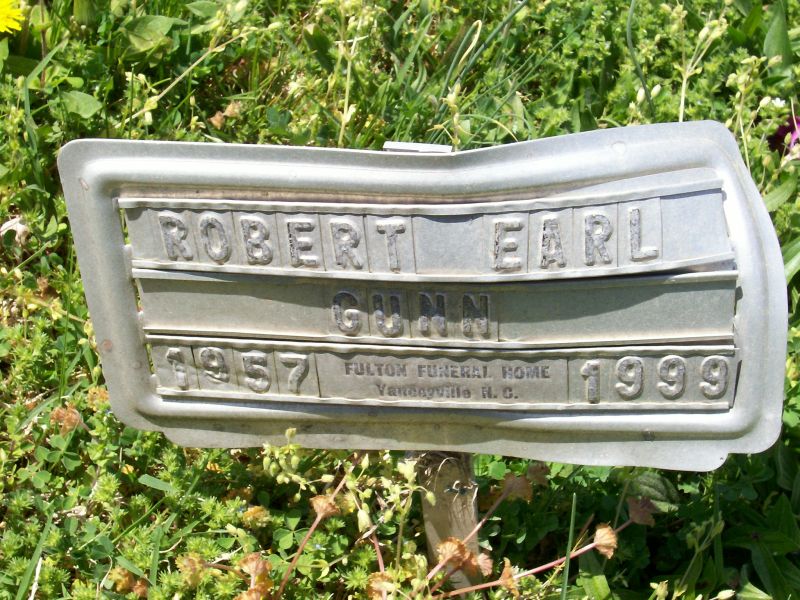 ROBERT EARL
GUNN
1957 FULTON FUNERAL HOME 1999
Yanceyville N. C.